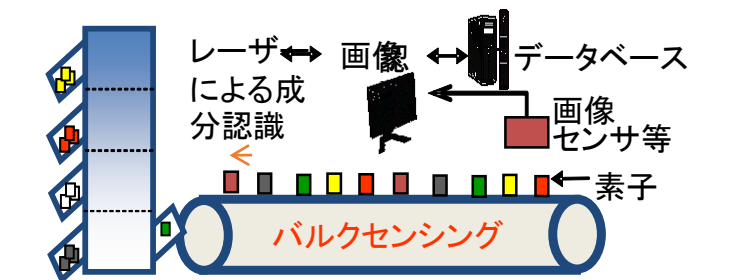 レーザ
による成
分認識
画像
データベース
画像
センサ等
素子
バルクセンシング